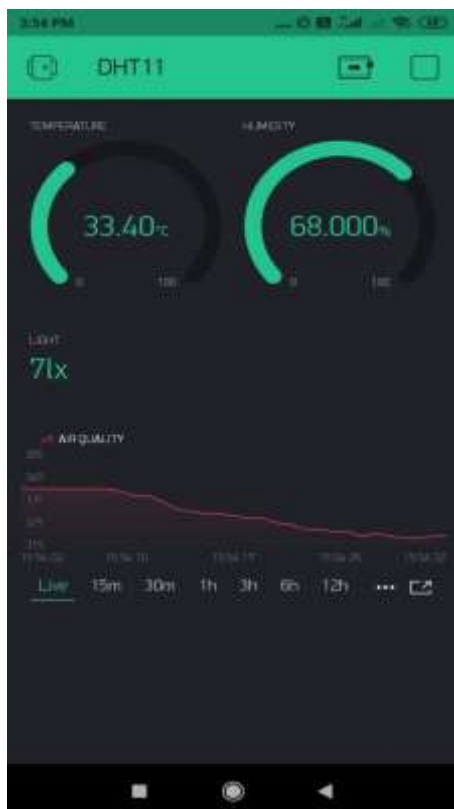 3:54 PM
DHT11
TEMPERATURE HUMIDITY
33.40°C 68.000%
0 100 0 100
LIGHT
7lx
AIR QUALITY
Live 15m 30m 1h 3h 6h 12h